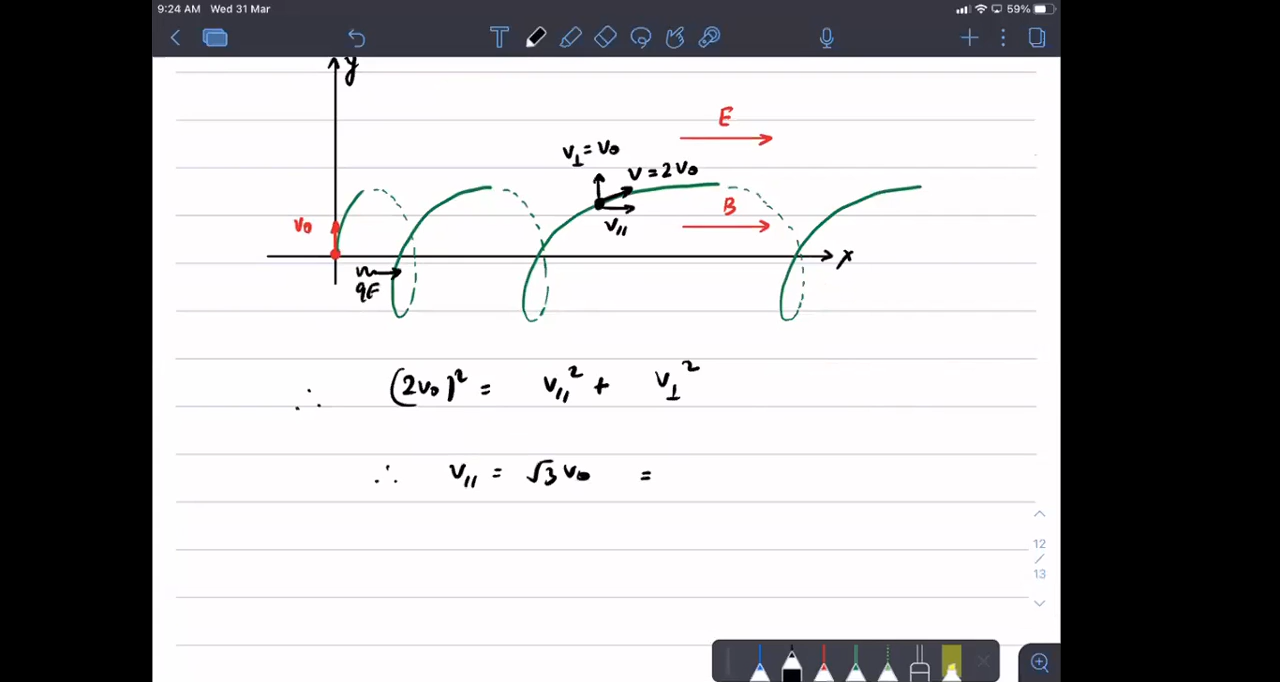 9:24 AM Wed 31 Mar 59%
T
y
E
v⊥ = v₀
v = 2v₀
B
v₀
v∥
x
qE
∴ (2v₀)² = v∥² + v⊥²
∴ v∥ = √3 v₀ =
12
/
13